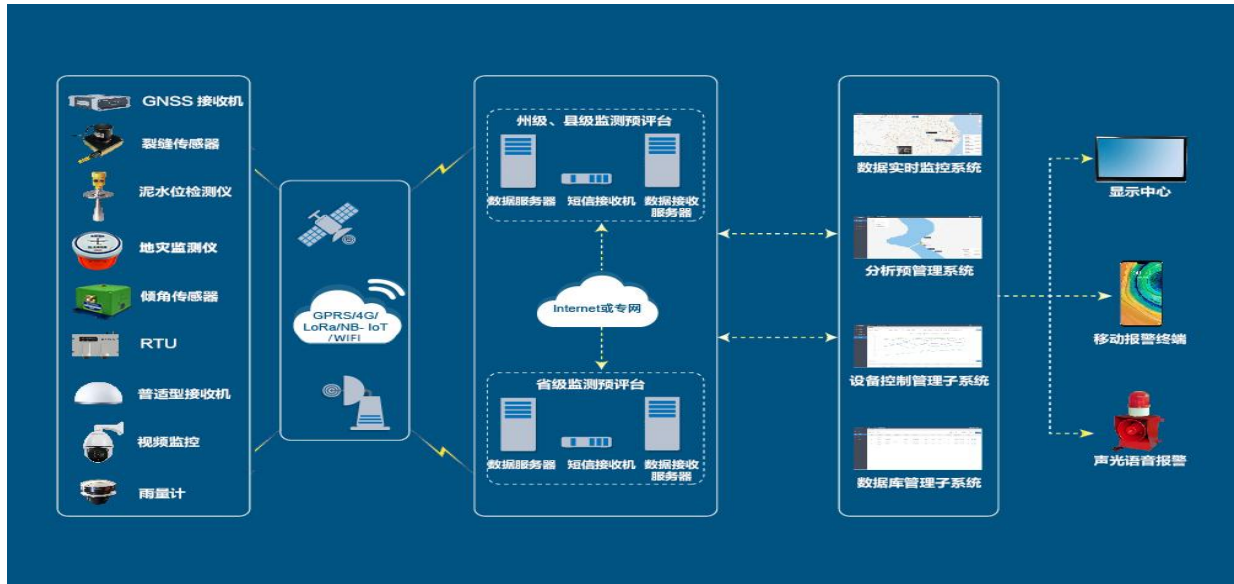 GNSS 接收机
裂缝传感器
泥水位检测仪
地灾监测仪
倾角传感器
RTU
普适型接收机
视频监控
雨量计
GPRS/4G/
LoRa/NB- IoT
/WIFI
州级、县级监测预评台
数据服务器
短信接收机
数据接收
服务器
Internet或专网
省级监测预评台
数据服务器
短信接收机
数据接收
服务器
数据实时监控系统
分析预管理系统
设备控制管理子系统
数据库管理子系统
显示中心
移动报警终端
声光语音报警